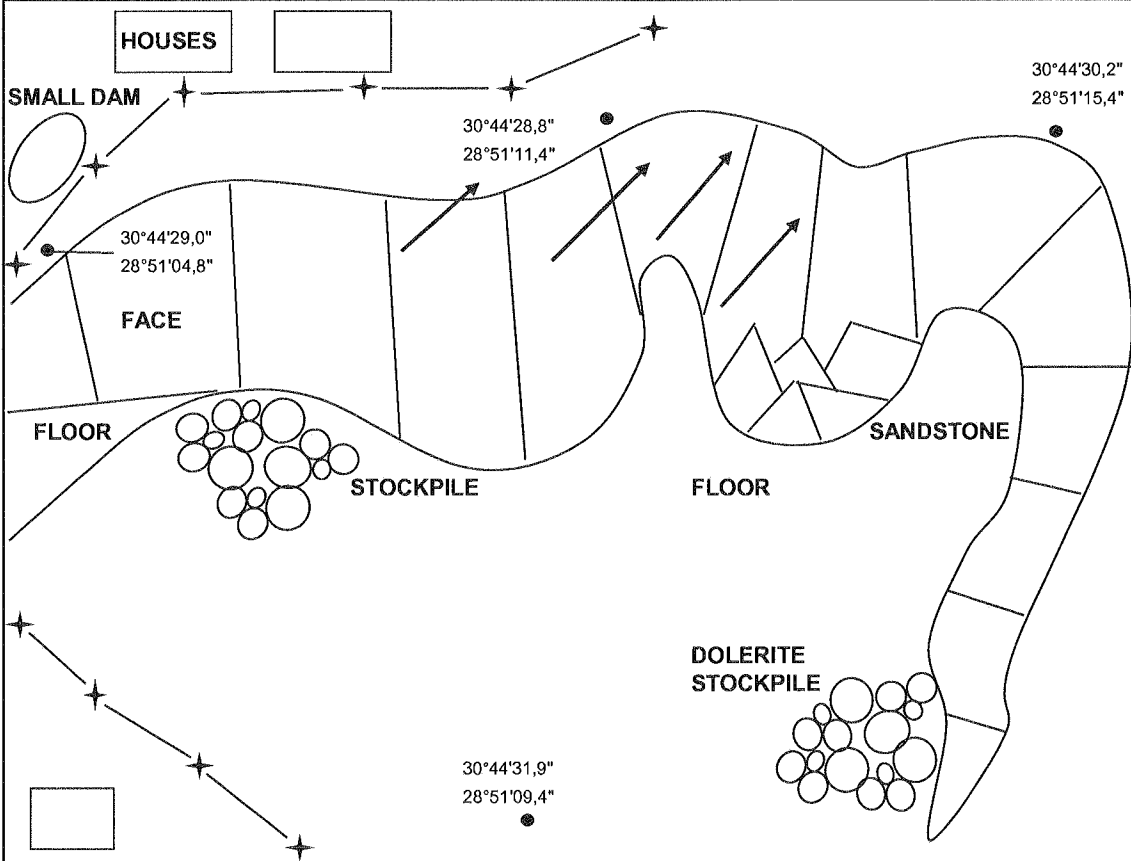 HOUSES
SMALL DAM
30°44'30,2"
28°51'15,4"
30°44'28,8"
28°51'11,4"
30°44'29,0"
28°51'04,8"
FACE
FLOOR
SANDSTONE
STOCKPILE
FLOOR
DOLERITE
STOCKPILE
30°44'31,9"
28°51'09,4"